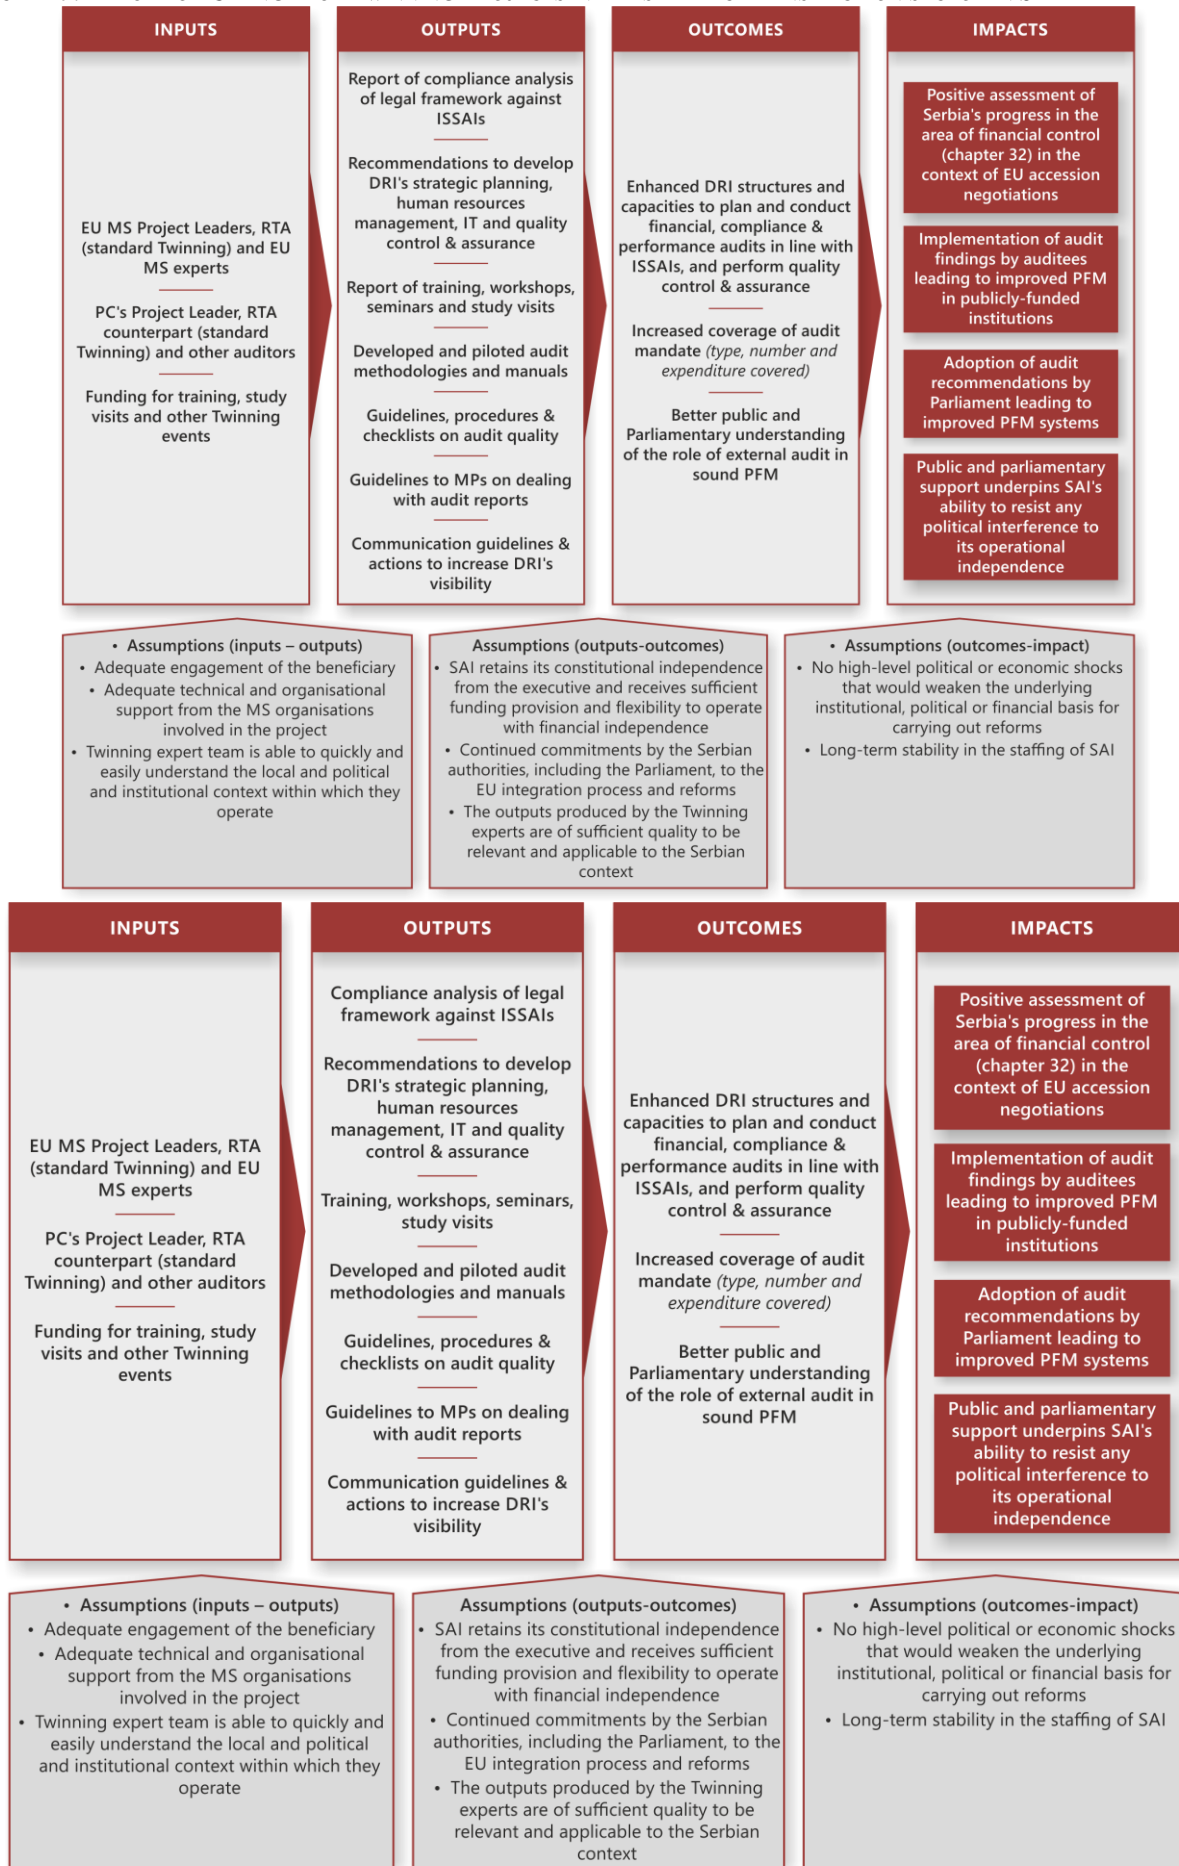 INPUTS
EU MS Project Leaders, RTA
(standard Twinning) and EU
MS experts
PC's Project Leader, RTA
counterpart (standard
Twinning) and other auditors
Funding for training, study
visits and other Twinning
events
OUTPUTS
Report of compliance analysis
of legal framework against
ISSAIs
Recommendations to develop
DRI's strategic planning,
human resources
management, IT and quality
control & assurance
Report of training, workshops,
seminars and study visits
Developed and piloted audit
methodologies and manuals
Guidelines, procedures &
checklists on audit quality
Guidelines to MPs on dealing
with audit reports
Communication guidelines &
actions to increase DRI's
visibility
OUTCOMES
Enhanced DRI structures and
capacities to plan and conduct
financial, compliance &
performance audits in line with
ISSAIs, and perform quality
control & assurance
Increased coverage of audit
mandate (type, number and
expenditure covered)
Better public and
Parliamentary understanding
of the role of external audit in
sound PFM
IMPACTS
Positive assessment of
Serbia's progress in the
area of financial control
(chapter 32) in the
context of EU accession
negotiations
Implementation of audit
findings by auditees
leading to improved PFM
in publicly-funded
institutions
Adoption of audit
recommendations by
Parliament leading to
improved PFM systems
Public and parliamentary
support underpins SAI's
ability to resist any
political interference to
its operational
independence
• Assumptions (inputs – outputs)
• Adequate engagement of the beneficiary
• Adequate technical and organisational
support from the MS organisations
involved in the project
• Twinning expert team is able to quickly and
easily understand the local and political
and institutional context within which they
operate
Assumptions (outputs-outcomes)
• SAI retains its constitutional independence
from the executive and receives sufficient
funding provision and flexibility to operate
with financial independence
• Continued commitments by the Serbian
authorities, including the Parliament, to the
EU integration process and reforms
• The outputs produced by the Twinning
experts are of sufficient quality to be
relevant and applicable to the Serbian
context
• Assumptions (outcomes-impact)
• No high-level political or economic shocks
that would weaken the underlying
institutional, political or financial basis for
carrying out reforms
• Long-term stability in the staffing of SAI
INPUTS
EU MS Project Leaders, RTA
(standard Twinning) and EU
MS experts
PC's Project Leader, RTA
counterpart (standard
Twinning) and other auditors
Funding for training, study
visits and other Twinning
events
OUTPUTS
Compliance analysis of legal
framework against ISSAIs
Recommendations to develop
DRI's strategic planning,
human resources
management, IT and quality
control & assurance
Training, workshops, seminars,
study visits
Developed and piloted audit
methodologies and manuals
Guidelines, procedures &
checklists on audit quality
Guidelines to MPs on dealing
with audit reports
Communication guidelines &
actions to increase DRI's
visibility
OUTCOMES
Enhanced DRI structures and
capacities to plan and conduct
financial, compliance &
performance audits in line with
ISSAIs, and perform quality
control & assurance
Increased coverage of audit
mandate (type, number and
expenditure covered)
Better public and
Parliamentary understanding
of the role of external audit in
sound PFM
IMPACTS
Positive assessment of
Serbia's progress in the
area of financial control
(chapter 32) in the
context of EU accession
negotiations
Implementation of audit
findings by auditees
leading to improved PFM
in publicly-funded
institutions
Adoption of audit
recommendations by
Parliament leading to
improved PFM systems
Public and parliamentary
support underpins SAI's
ability to resist any
political interference to
its operational
independence
• Assumptions (inputs – outputs)
• Adequate engagement of the beneficiary
• Adequate technical and organisational
support from the MS organisations
involved in the project
• Twinning expert team is able to quickly and
easily understand the local and political
and institutional context within which they
operate
Assumptions (outputs-outcomes)
• SAI retains its constitutional independence
from the executive and receives sufficient
funding provision and flexibility to operate
with financial independence
• Continued commitments by the Serbian
authorities, including the Parliament, to the
EU integration process and reforms
• The outputs produced by the Twinning
experts are of sufficient quality to be
relevant and applicable to the Serbian
context
• Assumptions (outcomes-impact)
• No high-level political or economic shocks
that would weaken the underlying
institutional, political or financial basis for
carrying out reforms
• Long-term stability in the staffing of SAI